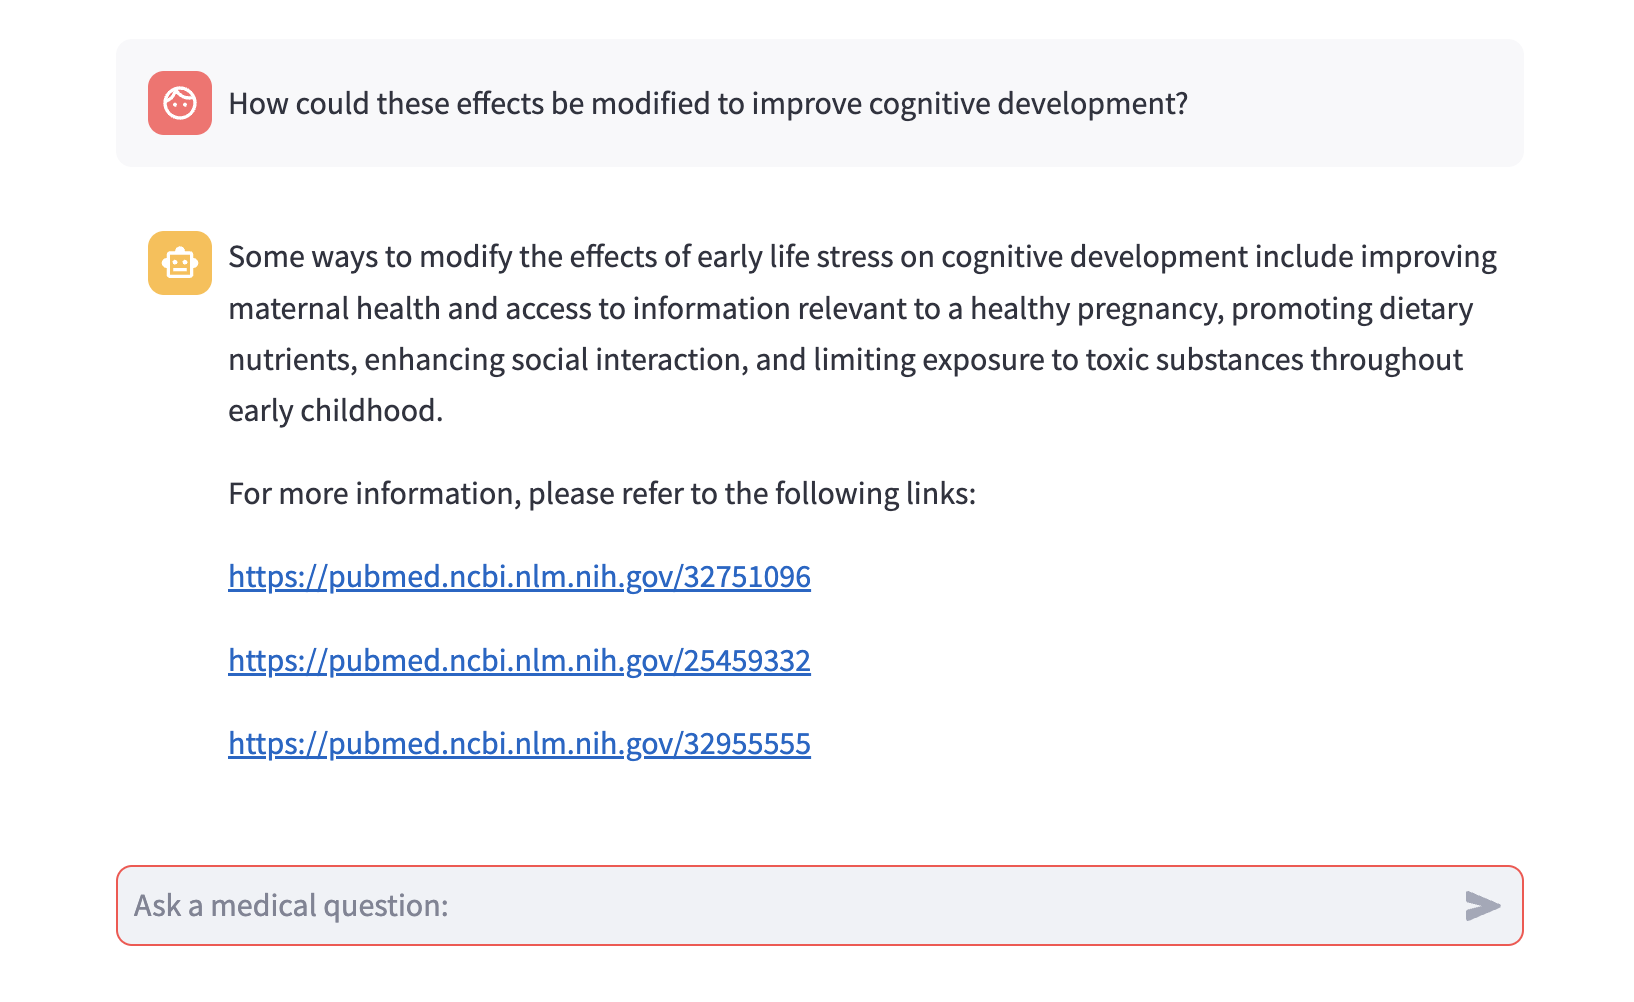 How could these effects be modified to improve cognitive development?
Some ways to modify the effects of early life stress on cognitive development include improving
maternal health and access to information relevant to a healthy pregnancy, promoting dietary
nutrients, enhancing social interaction, and limiting exposure to toxic substances throughout
early childhood.
For more information, please refer to the following links:
https://pubmed.ncbi.nlm.nih.gov/32751096
https://pubmed.ncbi.nlm.nih.gov/25459332
https://pubmed.ncbi.nlm.nih.gov/32955555
Ask a medical question: